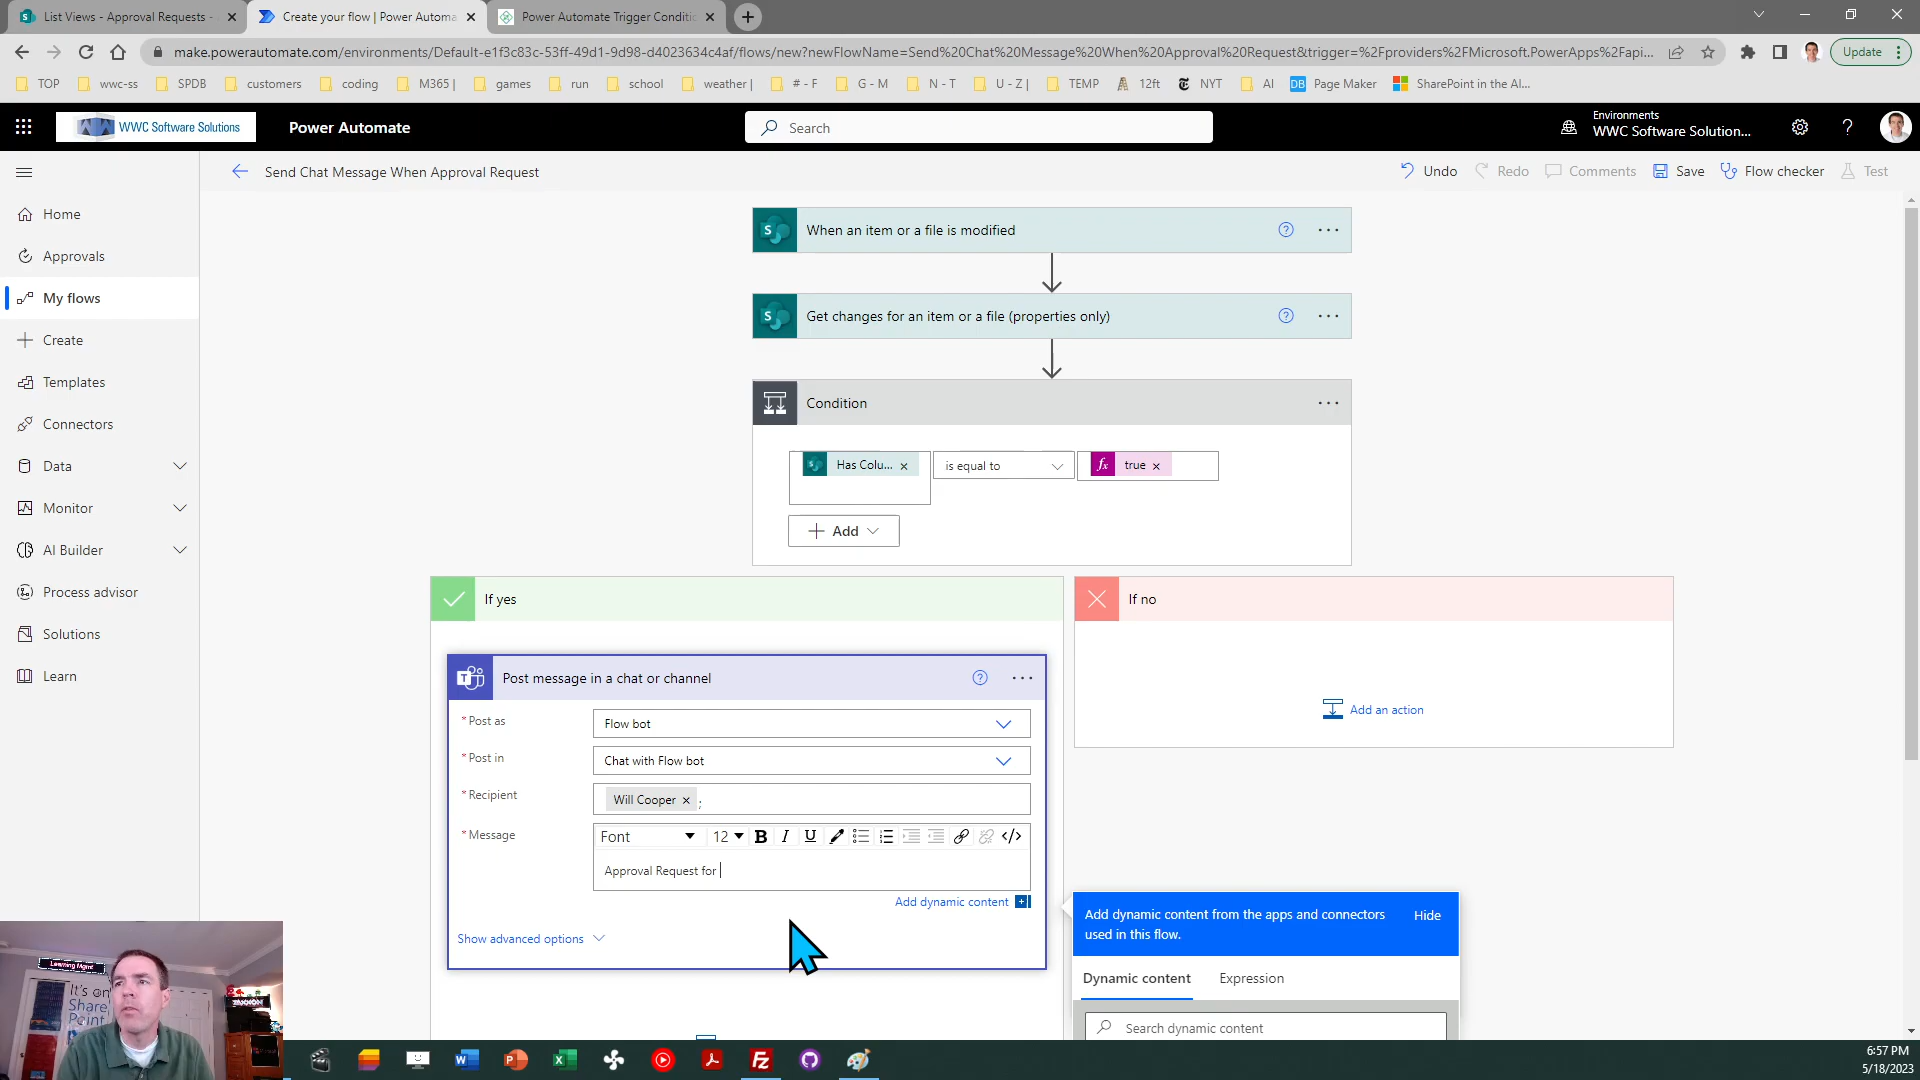 List Views - Approval Requests -
Create your flow | Power Automa
Power Automate Trigger Conditio
make.powerautomate.com/environments/Default-e1f3c83c-53ff-49d1-9d98-d4023634c4af/flows/new?newFlowName=Send%20Chat%20Message%20When%20Approval%20Request&trigger=%2Fproviders%2FMicrosoft.PowerApps%2Fapi...
Update
TOP
wwc-ss
SPDB
customers
coding
M365 |
games
run
school
weather |
# - F
G - M
N - T
U - Z |
TEMP
12ft
NYT
AI
DB Page Maker
SharePoint in the AI...
WWC Software Solutions
Power Automate
Search
Environments
WWC Software Solution...
Send Chat Message When Approval Request
Undo
Redo
Comments
Save
Flow checker
Test
Home
Approvals
My flows
Create
Templates
Connectors
Data
Monitor
AI Builder
Process advisor
Solutions
Learn
When an item or a file is modified
Get changes for an item or a file (properties only)
Condition
Has Colu...
is equal to
fx true
Add
If yes
If no
Add an action
Post message in a chat or channel
* Post as
Flow bot
* Post in
Chat with Flow bot
* Recipient
Will Cooper ;
* Message
Font 12 B I U </>
Approval Request for
Add dynamic content
Show advanced options
Add dynamic content from the apps and connectors
used in this flow.
Hide
Dynamic content
Expression
Search dynamic content
Learning Mgmt
It's on
Share
Point
6:57 PM
5/18/2023